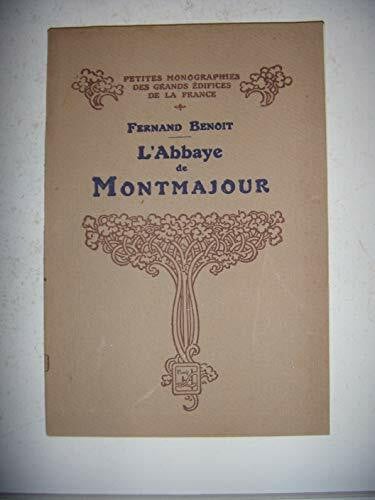 PETITES MONOGRAPHIES
DES GRANDS ÉDIFICES
DE LA FRANCE
FERNAND BENOIT
L'ABBAYE
de
MONTMAJOUR